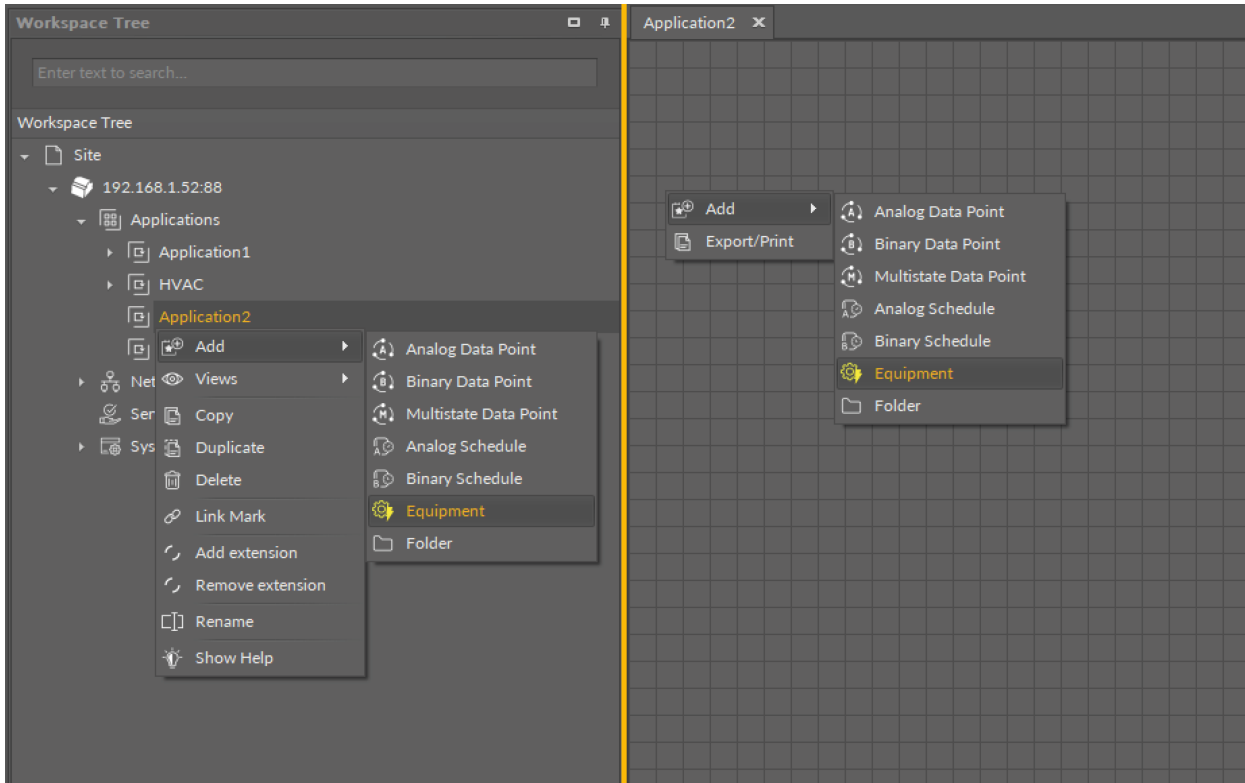 Workspace Tree
Enter text to search...
Workspace Tree
Site
192.168.1.52:88
Applications
Application1
HVAC
Application2
Net
Ser
Sys
Add
Views
Copy
Duplicate
Delete
Link Mark
Add extension
Remove extension
Rename
Show Help
A Analog Data Point
B Binary Data Point
M Multistate Data Point
A Analog Schedule
B Binary Schedule
Equipment
Folder
Application2
Add
Export/Print
A Analog Data Point
B Binary Data Point
M Multistate Data Point
A Analog Schedule
B Binary Schedule
Equipment
Folder